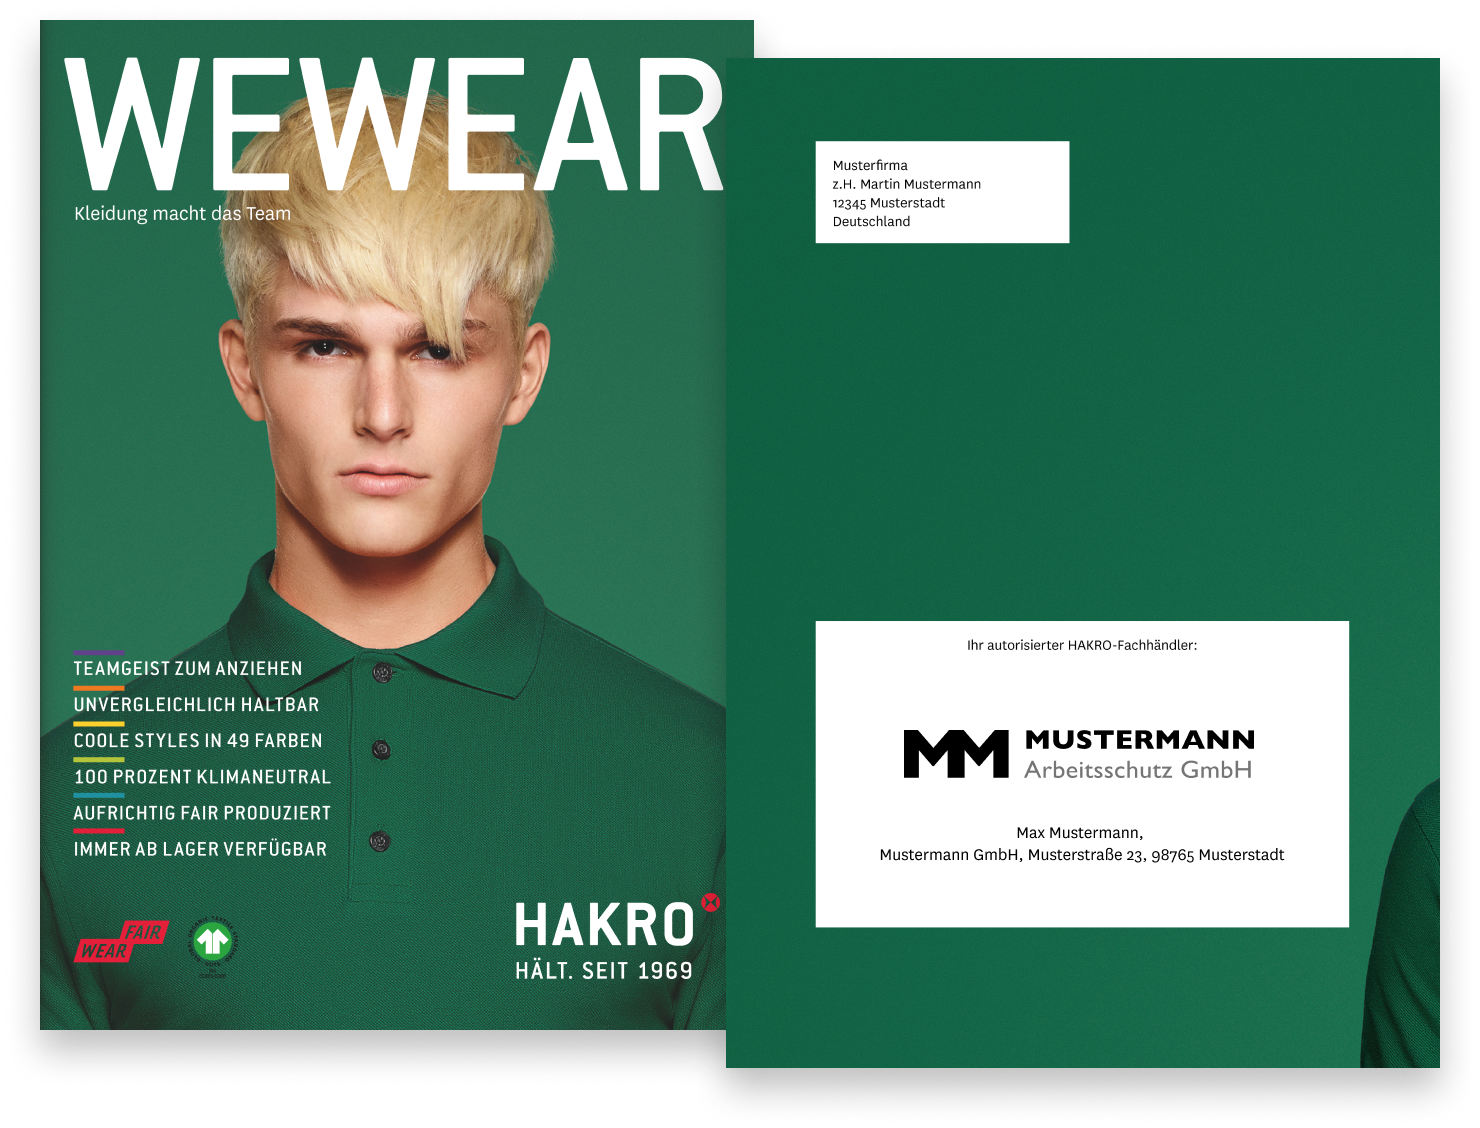 WEWEAR
Kleidung macht das Team
TEAMGEIST ZUM ANZIEHEN
UNVERGLEICHLICH HALTBAR
COOLE STYLES IN 49 FARBEN
100 PROZENT KLIMANEUTRAL
AUFRICHTIG FAIR PRODUZIERT
IMMER AB LAGER VERFÜGBAR
FAIR
WEAR
HAKRO
HÄLT. SEIT 1969
Musterfirma
z.H. Martin Mustermann
12345 Musterstadt
Deutschland
Ihr autorisierter HAKRO-Fachhändler:
MM MUSTERMANN
Arbeitsschutz GmbH
Max Mustermann,
Mustermann GmbH, Musterstraße 23, 98765 Musterstadt